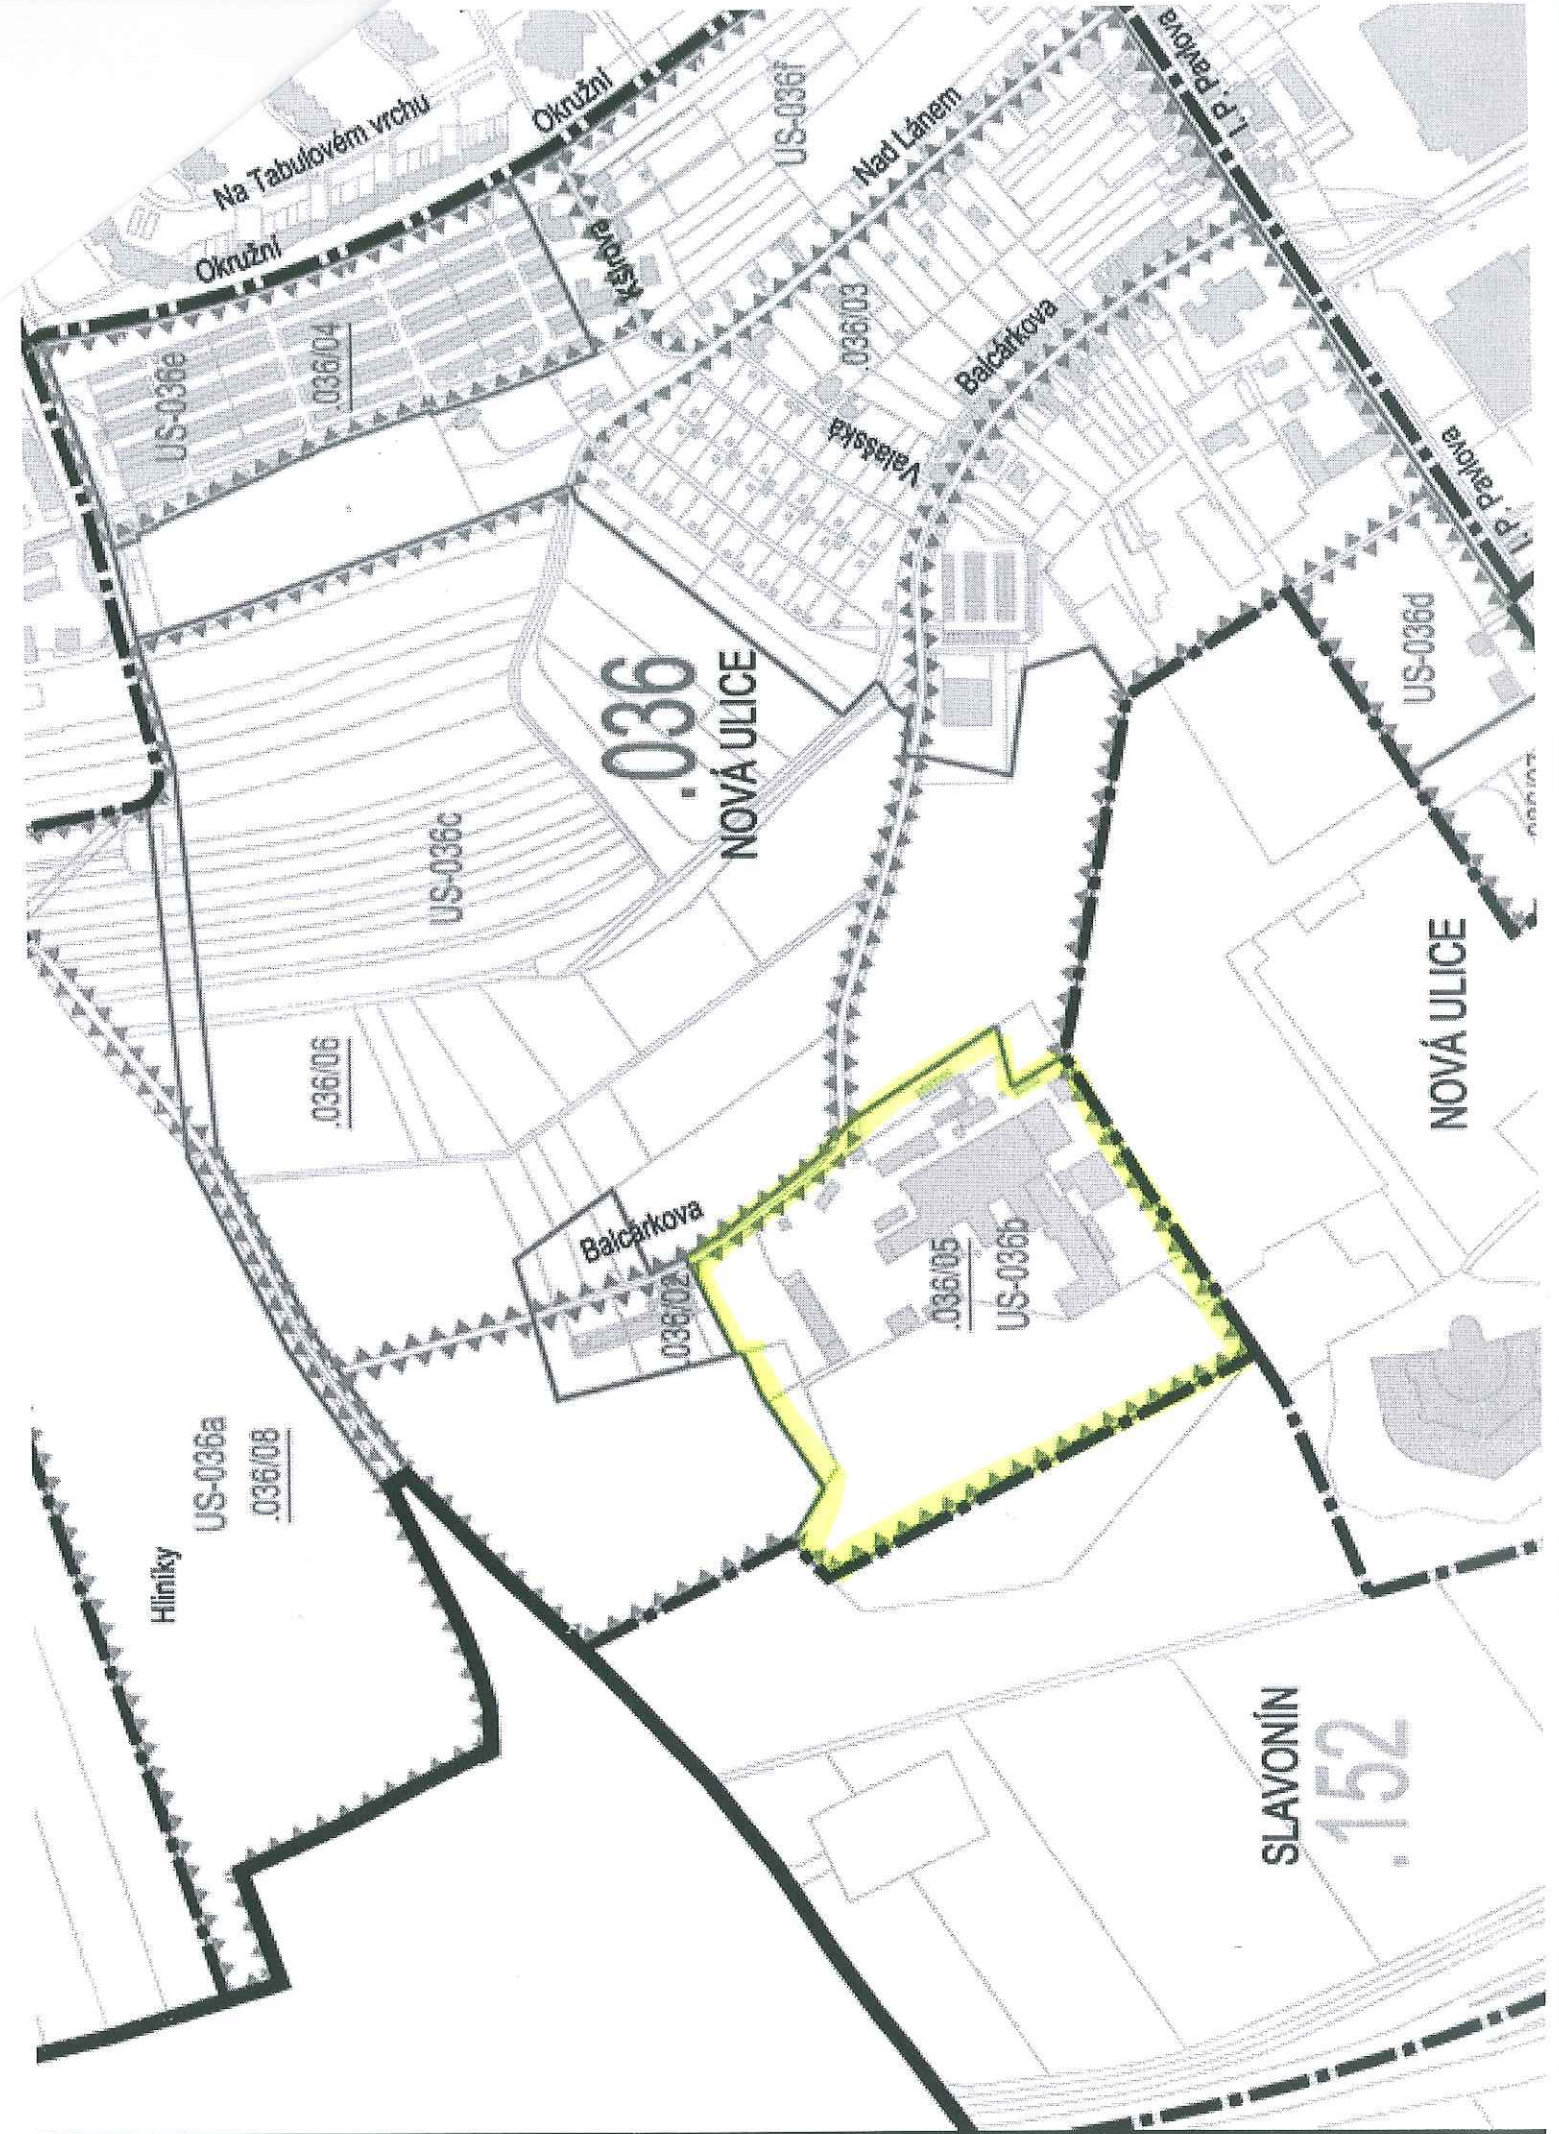 Na Tabulovém vrchu
Okružní
Okružní
US-036f
I. P. Pavlova
Nad Lánem
Kšírova
US-036e
.036/04
.036/03
Balcárkova
Valašská
I. P. Pavlova
US-036d
.036
NOVÁ ULICE
US-036c
NOVÁ ULICE
.036/06
Balcárkova
.036/02
.036/05
US-036b
US-036a
.036/08
Hliníky
SLAVONÍN
.152